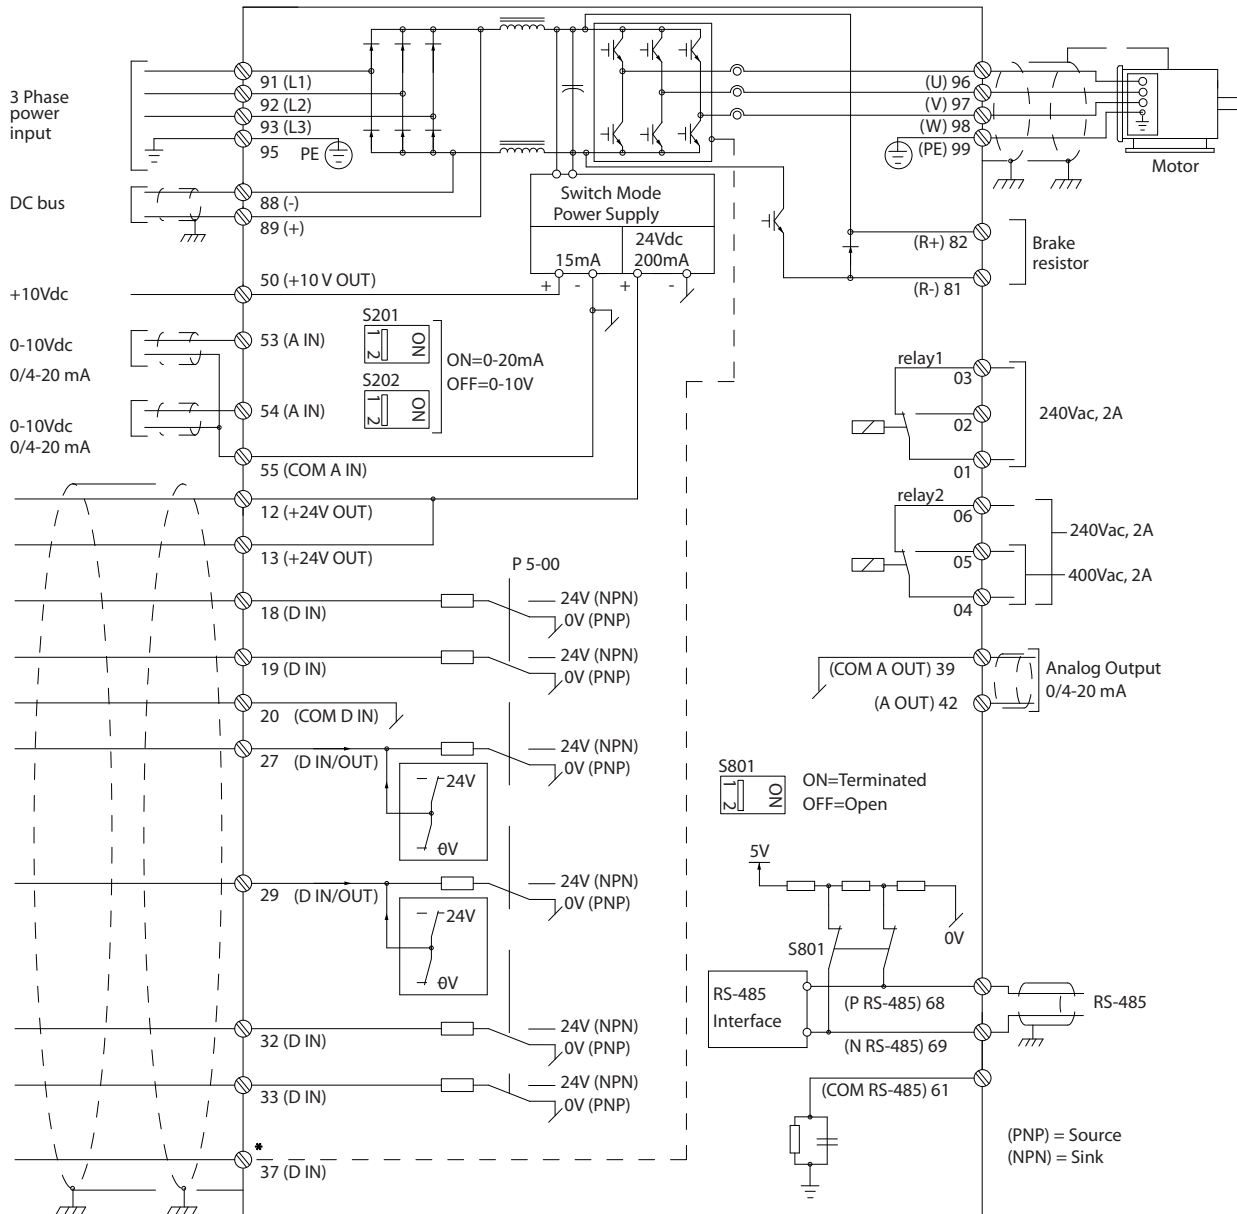 3 Phase
power
input
91 (L1)
92 (L2)
93 (L3)
95 PE
DC bus
88 (-)
89 (+)
+10Vdc
50 (+10 V OUT)
0-10Vdc
0/4-20 mA
53 (A IN)
0-10Vdc
0/4-20 mA
54 (A IN)
55 (COM A IN)
12 (+24V OUT)
13 (+24V OUT)
18 (D IN)
19 (D IN)
20 (COM D IN)
27 (D IN/OUT)
29 (D IN/OUT)
32 (D IN)
33 (D IN)
*
37 (D IN)
S201
1 2 ON
S202
1 2 ON
ON=0-20mA
OFF=0-10V
Switch Mode
Power Supply
15mA
24Vdc
200mA
+ - + -
P 5-00
24V (NPN)
0V (PNP)
24V (NPN)
0V (PNP)
24V (NPN)
0V (PNP)
24V
0V
24V (NPN)
0V (PNP)
24V
0V
24V (NPN)
0V (PNP)
24V (NPN)
0V (PNP)
(U) 96
(V) 97
(W) 98
(PE) 99
Motor
(R+) 82
(R-) 81
Brake
resistor
relay1
03
02
01
240Vac, 2A
relay2
06
05
04
240Vac, 2A
400Vac, 2A
(COM A OUT) 39
(A OUT) 42
Analog Output
0/4-20 mA
S801
1 2 ON
ON=Terminated
OFF=Open
5V
0V
S801
RS-485
Interface
(P RS-485) 68
(N RS-485) 69
(COM RS-485) 61
RS-485
(PNP) = Source
(NPN) = Sink